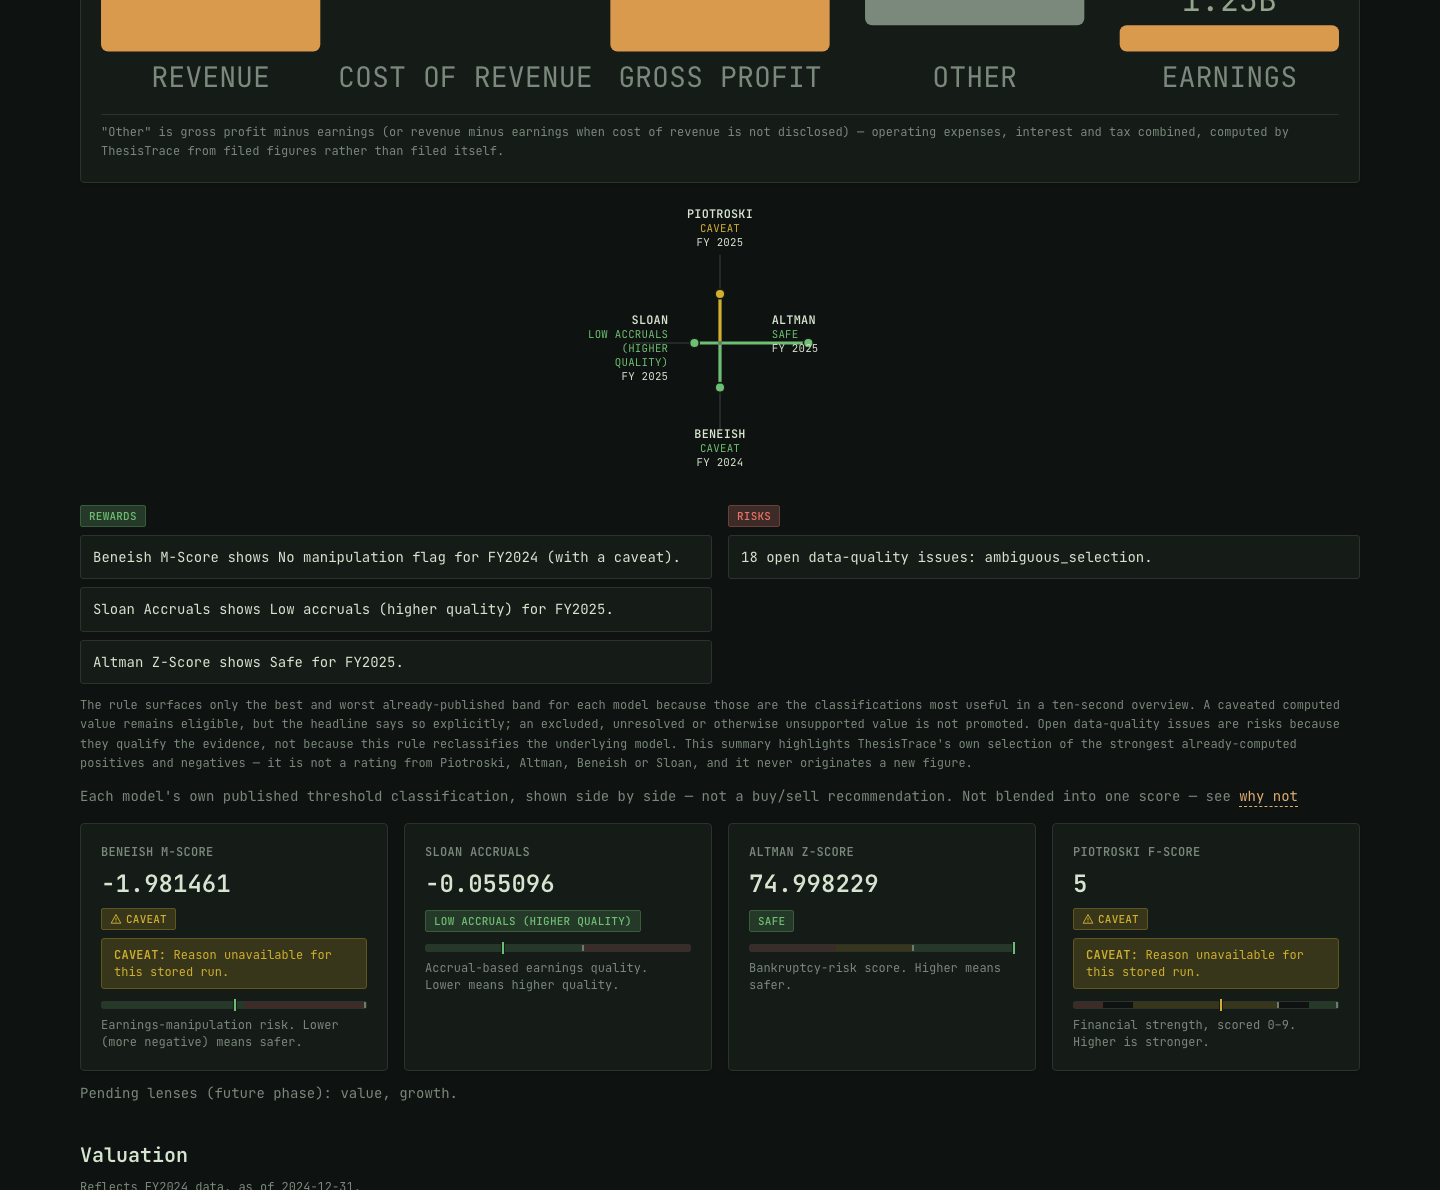 1.25B
REVENUE
COST OF REVENUE
GROSS PROFIT
OTHER
EARNINGS
"Other" is gross profit minus earnings (or revenue minus earnings when cost of revenue is not disclosed) — operating expenses, interest and tax combined, computed by
ThesisTrace from filed figures rather than filed itself.
PIOTROSKI
CAVEAT
FY 2025
SLOAN
LOW ACCRUALS
(HIGHER
QUALITY)
FY 2025
ALTMAN
SAFE
FY 2025
BENEISH
CAVEAT
FY 2024
REWARDS
Beneish M-Score shows No manipulation flag for FY2024 (with a caveat).
Sloan Accruals shows Low accruals (higher quality) for FY2025.
Altman Z-Score shows Safe for FY2025.
RISKS
18 open data-quality issues: ambiguous_selection.
The rule surfaces only the best and worst already-published band for each model because those are the classifications most useful in a ten-second overview. A caveated computed
value remains eligible, but the headline says so explicitly; an excluded, unresolved or otherwise unsupported value is not promoted. Open data-quality issues are risks because
they qualify the evidence, not because this rule reclassifies the underlying model. This summary highlights ThesisTrace's own selection of the strongest already-computed
positives and negatives — it is not a rating from Piotroski, Altman, Beneish or Sloan, and it never originates a new figure.
Each model's own published threshold classification, shown side by side — not a buy/sell recommendation. Not blended into one score — see why not
BENEISH M-SCORE
-1.981461
CAVEAT
CAVEAT: Reason unavailable for
this stored run.
Earnings-manipulation risk. Lower
(more negative) means safer.
SLOAN ACCRUALS
-0.055096
LOW ACCRUALS (HIGHER QUALITY)
Accrual-based earnings quality.
Lower means higher quality.
ALTMAN Z-SCORE
74.998229
SAFE
Bankruptcy-risk score. Higher means
safer.
PIOTROSKI F-SCORE
5
CAVEAT
CAVEAT: Reason unavailable for
this stored run.
Financial strength, scored 0–9.
Higher is stronger.
Pending lenses (future phase): value, growth.
Valuation
Reflects FY2024 data, as of 2024-12-31.